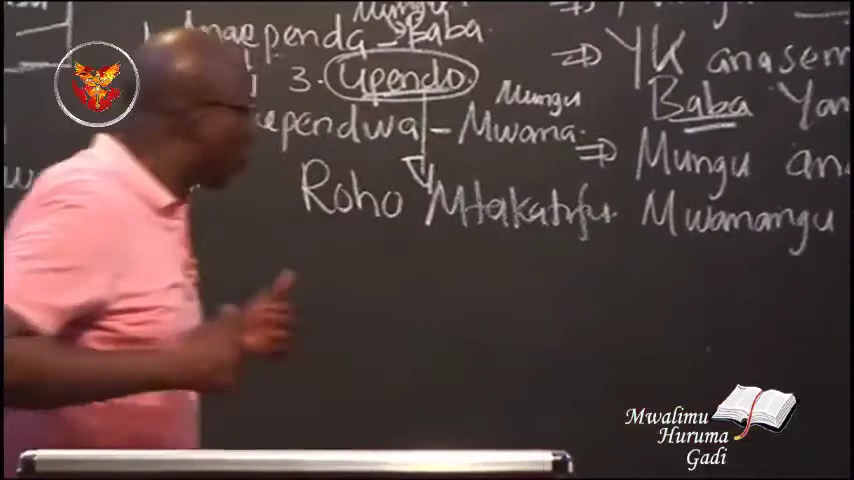 Mungu
Anaependa - Baba
3. Upendo.
ependwa - Mwana.
Mungu
Roho Mtakatifu.
⇒ YK anasem
Baba Yan
⇒ Mungu an
Mwanangu
Mwalimu
Huruma
Gadi